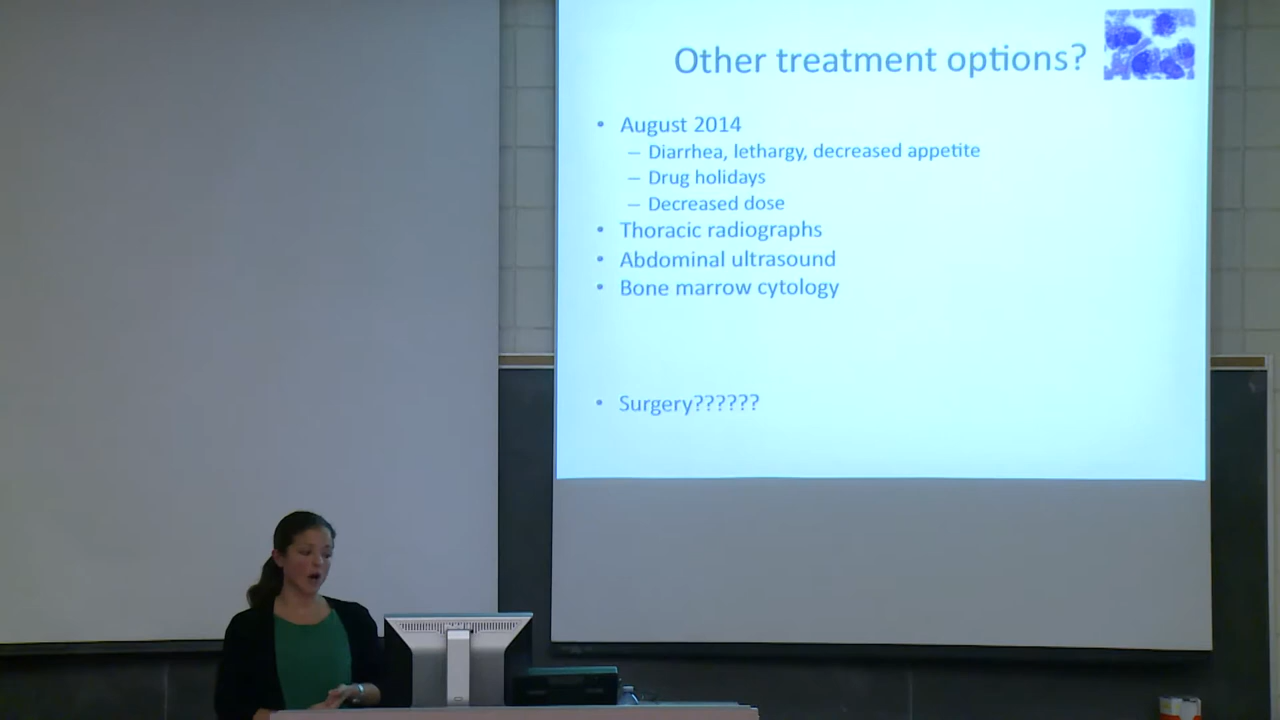 Other treatment options?
• August 2014
– Diarrhea, lethargy, decreased appetite
– Drug holidays
– Decreased dose
• Thoracic radiographs
• Abdominal ultrasound
• Bone marrow cytology
• Surgery??????